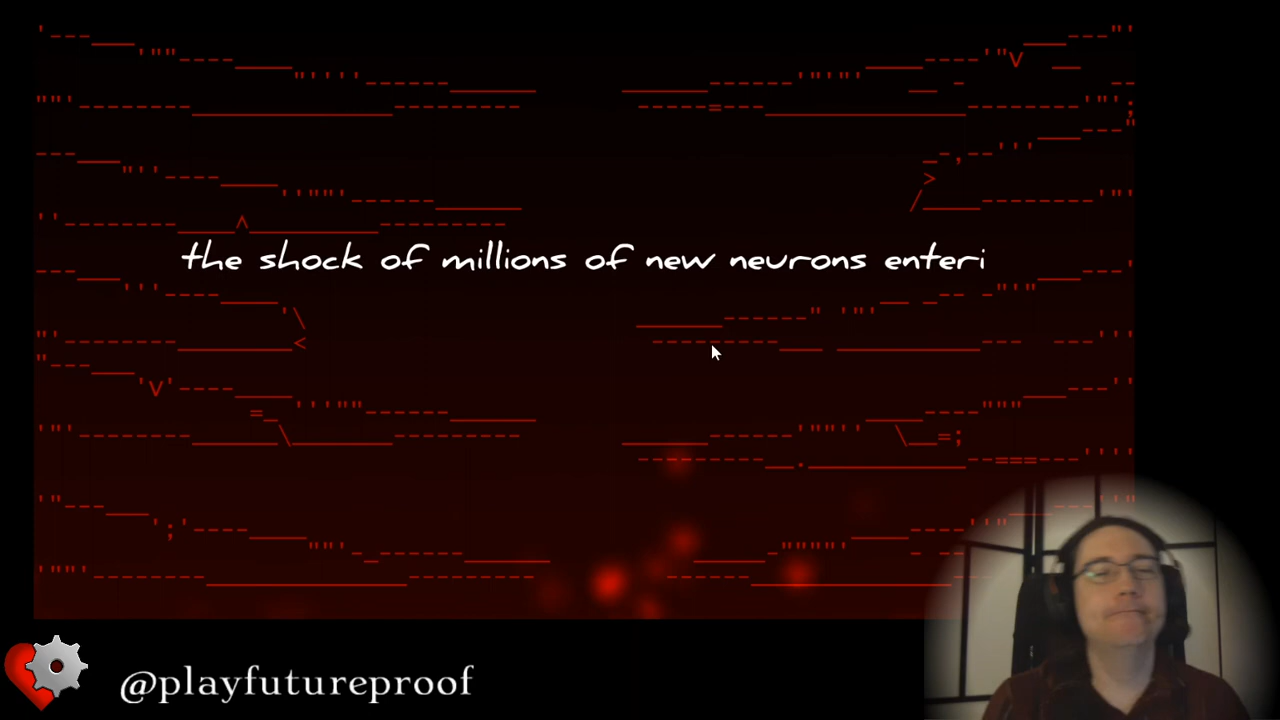 the shock of millions of new neurons enteri
@playfutureproof